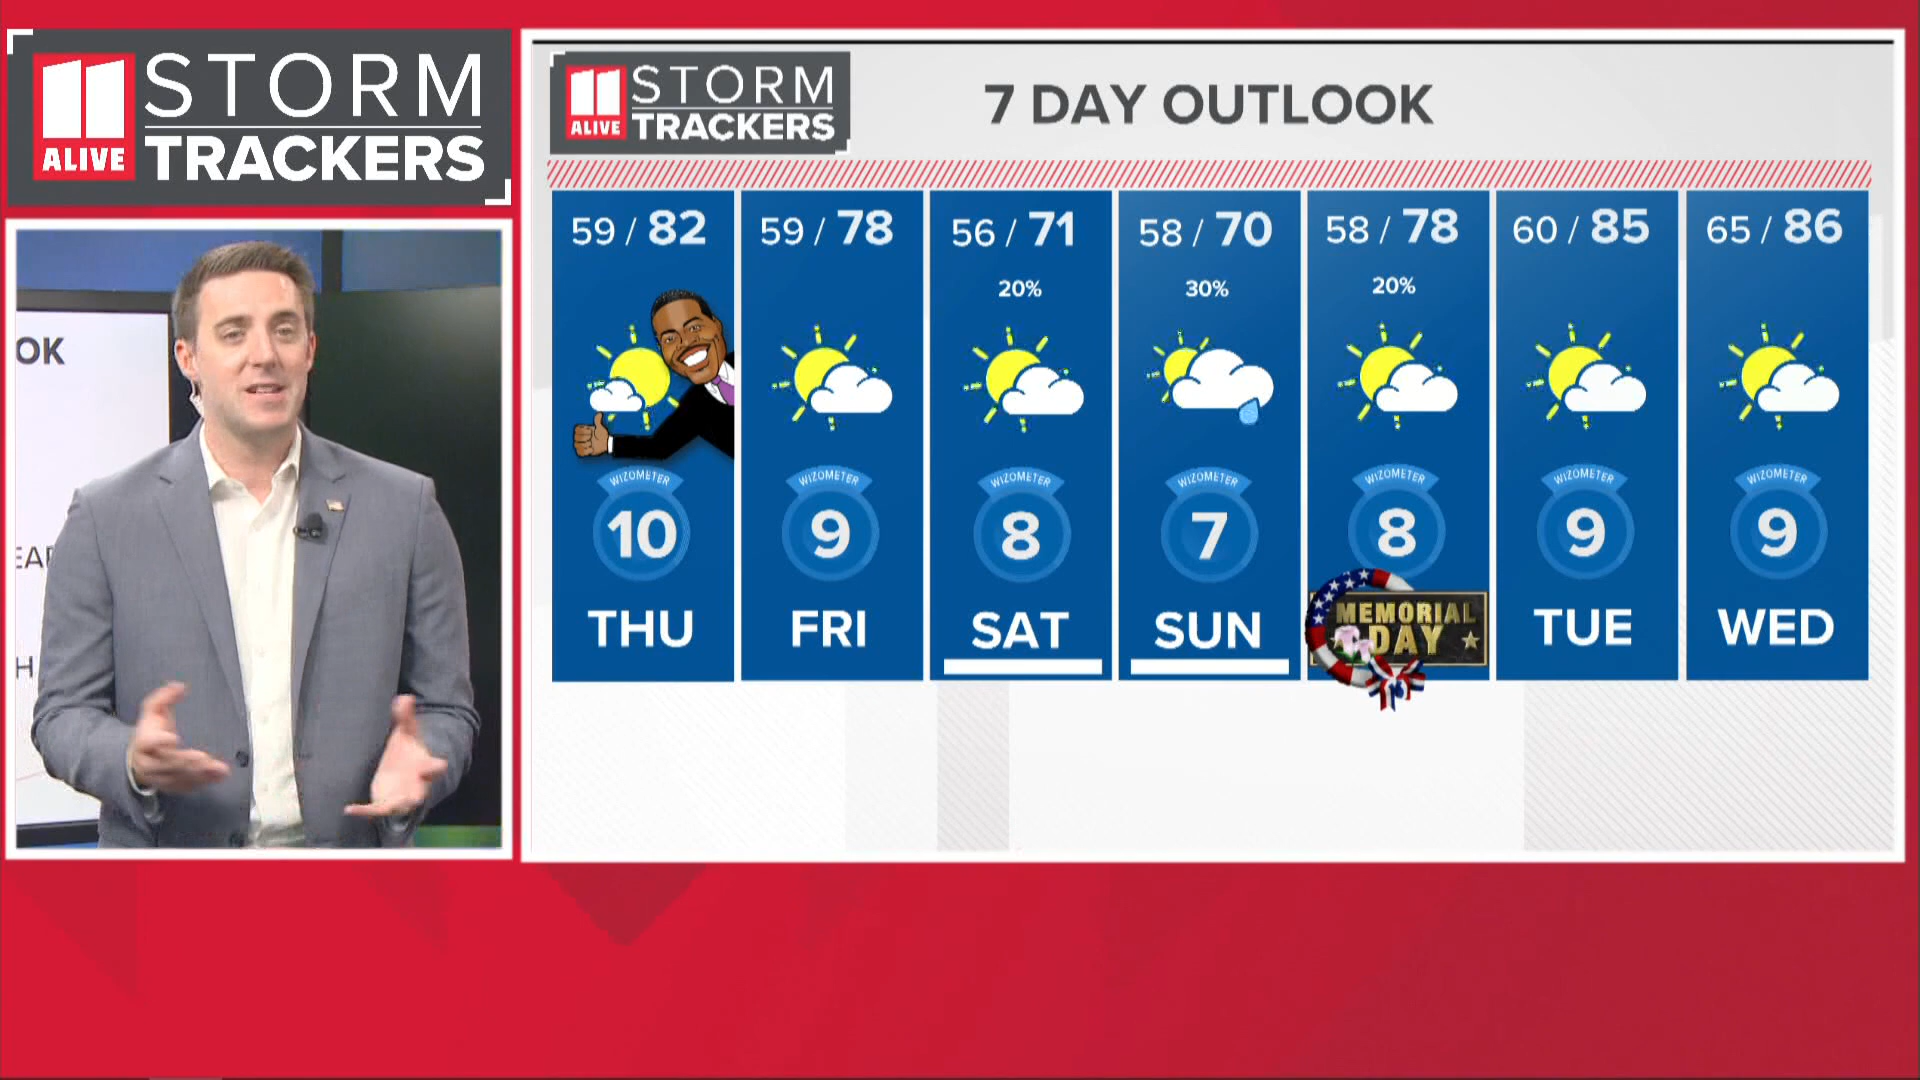 11 ALIVE
STORM
TRACKERS
OK
EAR
H
11 ALIVE
STORM
TRACKERS
7 DAY OUTLOOK
59 / 82
59 / 78
56 / 71
58 / 70
58 / 78
60 / 85
65 / 86
20%
30%
20%
WIZOMETER
WIZOMETER
WIZOMETER
WIZOMETER
WIZOMETER
WIZOMETER
WIZOMETER
10
9
8
7
8
9
9
THU
FRI
SAT
SUN
MEMORIAL
DAY
TUE
WED